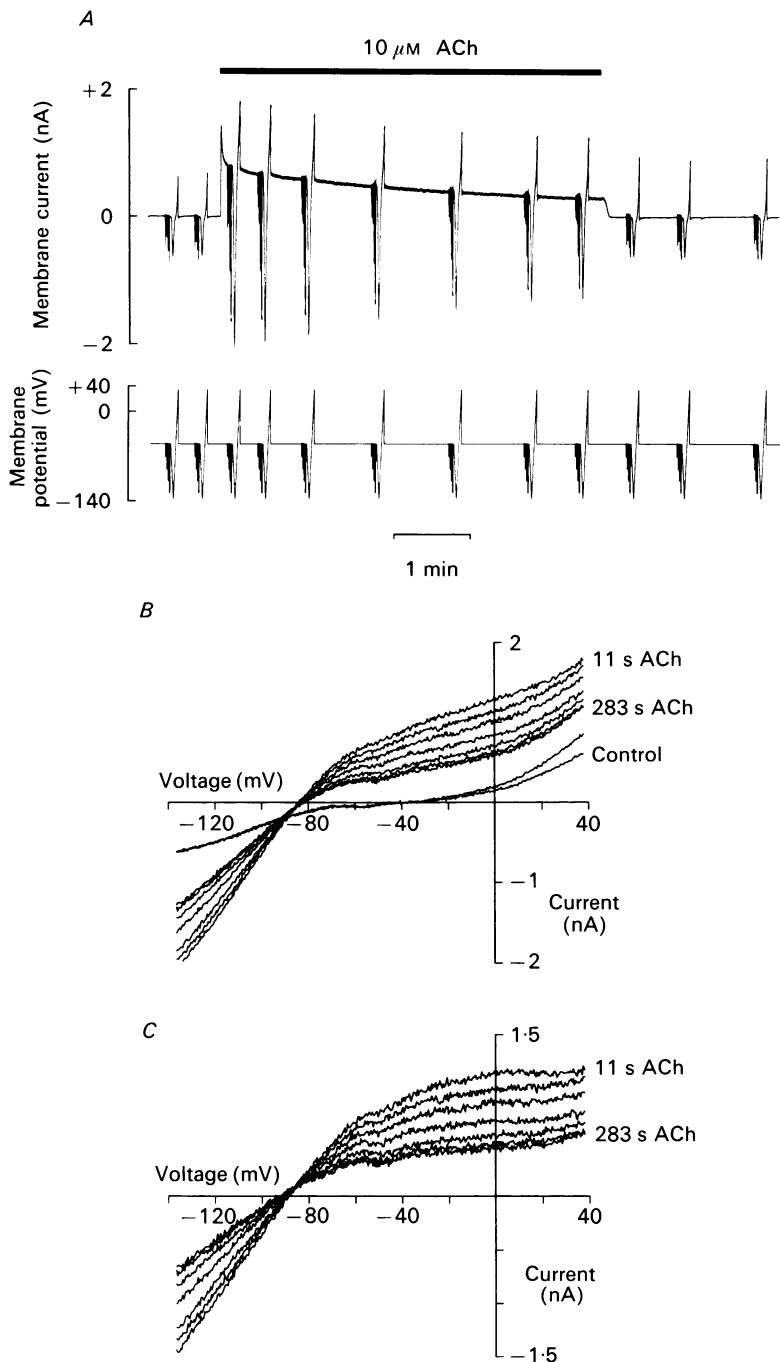 A
10 μM ACh
+2
0
−2
Membrane current (nA)
+40
0
−140
Membrane
potential (mV)
1 min
B
2
11 s ACh
283 s ACh
Control
Voltage (mV)
−120
−80
−40
40
−1
Current
(nA)
−2
C
1·5
11 s ACh
283 s ACh
Voltage (mV)
−120
−80
−40
40
Current
(nA)
−1·5